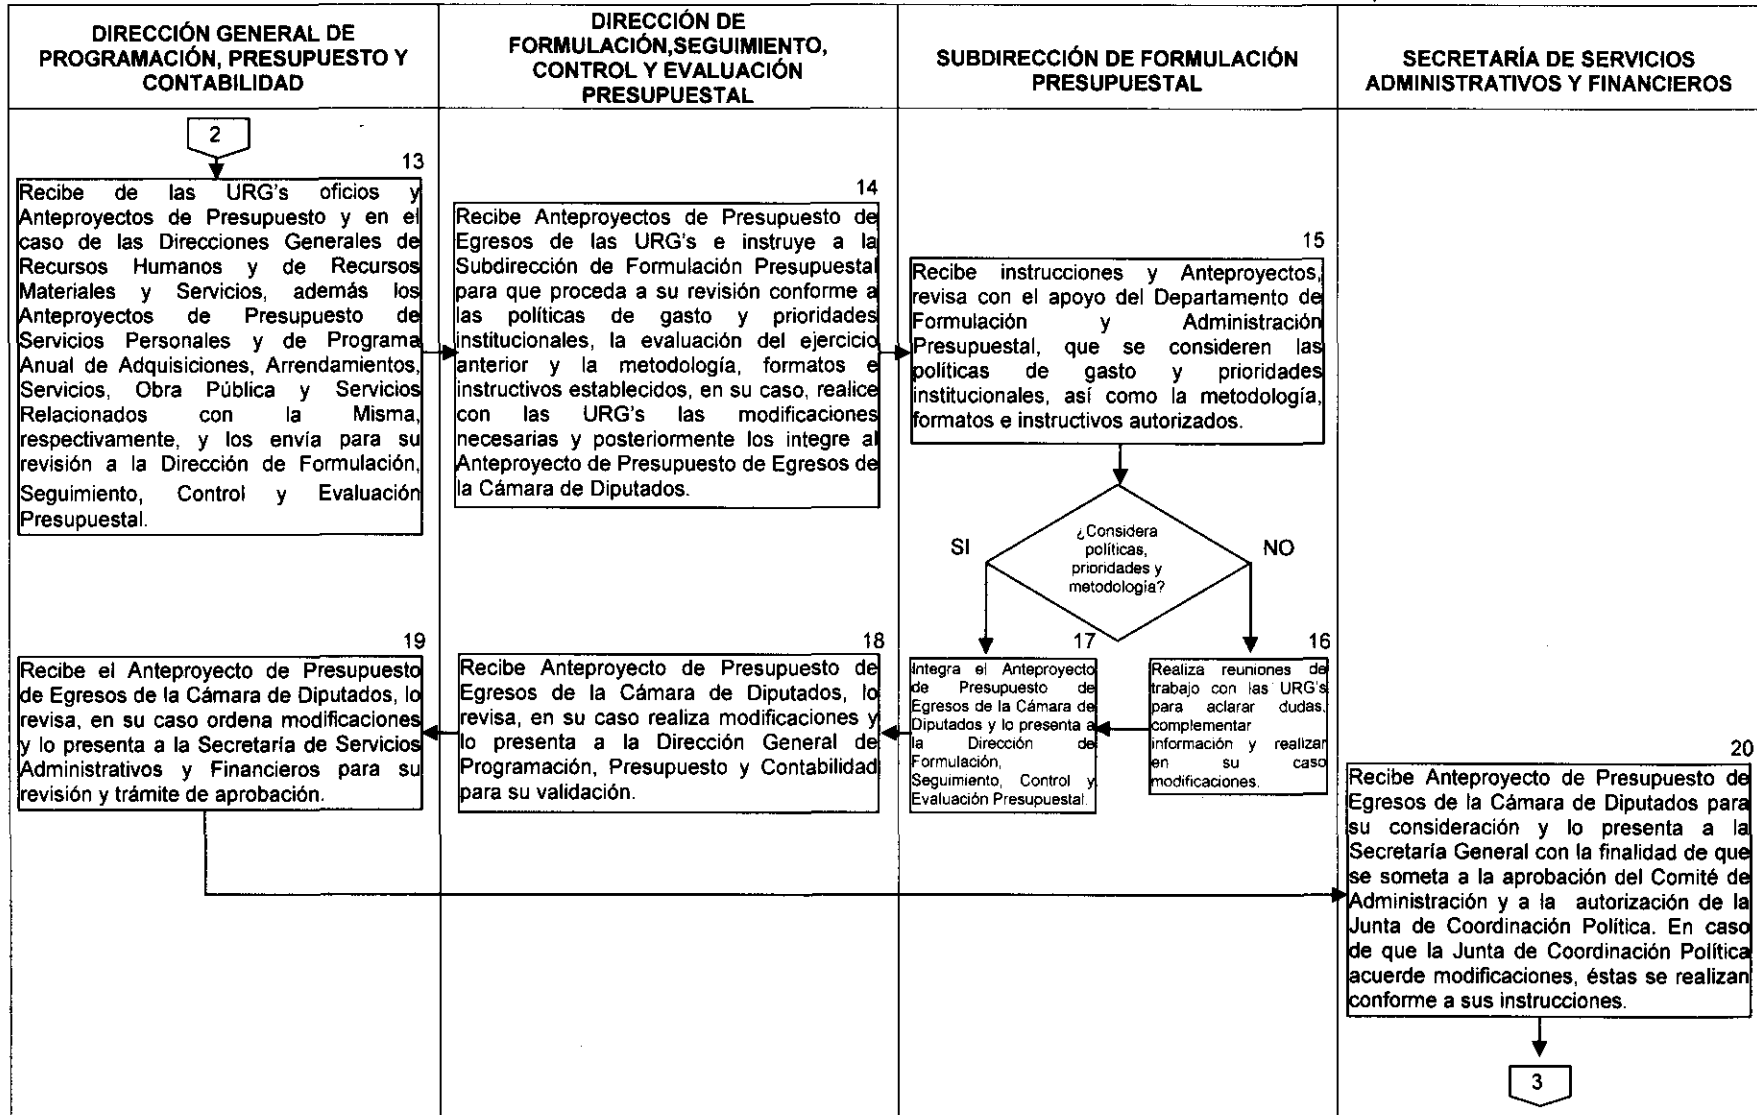 DIRECCIÓN GENERAL DE
PROGRAMACIÓN, PRESUPUESTO Y
CONTABILIDAD
DIRECCIÓN DE
FORMULACIÓN,SEGUIMIENTO,
CONTROL Y EVALUACIÓN
PRESUPUESTAL
SUBDIRECCIÓN DE FORMULACIÓN
PRESUPUESTAL
SECRETARÍA DE SERVICIOS
ADMINISTRATIVOS Y FINANCIEROS
2
13
Recibe de las URG's oficios y
Anteproyectos de Presupuesto y en el
caso de las Direcciones Generales de
Recursos Humanos y de Recursos
Materiales y Servicios, además los
Anteproyectos de Presupuesto de
Servicios Personales y de Programa
Anual de Adquisiciones, Arrendamientos,
Servicios, Obra Pública y Servicios
Relacionados con la Misma,
respectivamente, y los envía para su
revisión a la Dirección de Formulación,
Seguimiento, Control y Evaluación
Presupuestal.
14
Recibe Anteproyectos de Presupuesto de
Egresos de las URG's e instruye a la
Subdirección de Formulación Presupuestal
para que proceda a su revisión conforme a
las políticas de gasto y prioridades
institucionales, la evaluación del ejercicio
anterior y la metodología, formatos e
instructivos establecidos, en su caso, realice
con las URG's las modificaciones
necesarias y posteriormente los integre al
Anteproyecto de Presupuesto de Egresos de
la Cámara de Diputados.
15
Recibe instrucciones y Anteproyectos,
revisa con el apoyo del Departamento de
Formulación y Administración
Presupuestal, que se consideren las
políticas de gasto y prioridades
institucionales, así como la metodología,
formatos e instructivos autorizados.
¿Considera
políticas,
prioridades y
metodología?
SI
NO
16
Realiza reuniones de
trabajo con las URG's
para aclarar dudas,
complementar
información y realizar
en su caso
modificaciones.
17
Integra el Anteproyecto
de Presupuesto de
Egresos de la Cámara de
Diputados y lo presenta a
la Dirección de
Formulación,
Seguimiento, Control y
Evaluación Presupuestal.
18
Recibe Anteproyecto de Presupuesto de
Egresos de la Cámara de Diputados, lo
revisa, en su caso realiza modificaciones y
lo presenta a la Dirección General de
Programación, Presupuesto y Contabilidad
para su validación.
19
Recibe el Anteproyecto de Presupuesto
de Egresos de la Cámara de Diputados, lo
revisa, en su caso ordena modificaciones
y lo presenta a la Secretaría de Servicios
Administrativos y Financieros para su
revisión y trámite de aprobación.
20
Recibe Anteproyecto de Presupuesto de
Egresos de la Cámara de Diputados para
su consideración y lo presenta a la
Secretaría General con la finalidad de que
se someta a la aprobación del Comité de
Administración y a la autorización de la
Junta de Coordinación Política. En caso
de que la Junta de Coordinación Política
acuerde modificaciones, éstas se realizan
conforme a sus instrucciones.
3